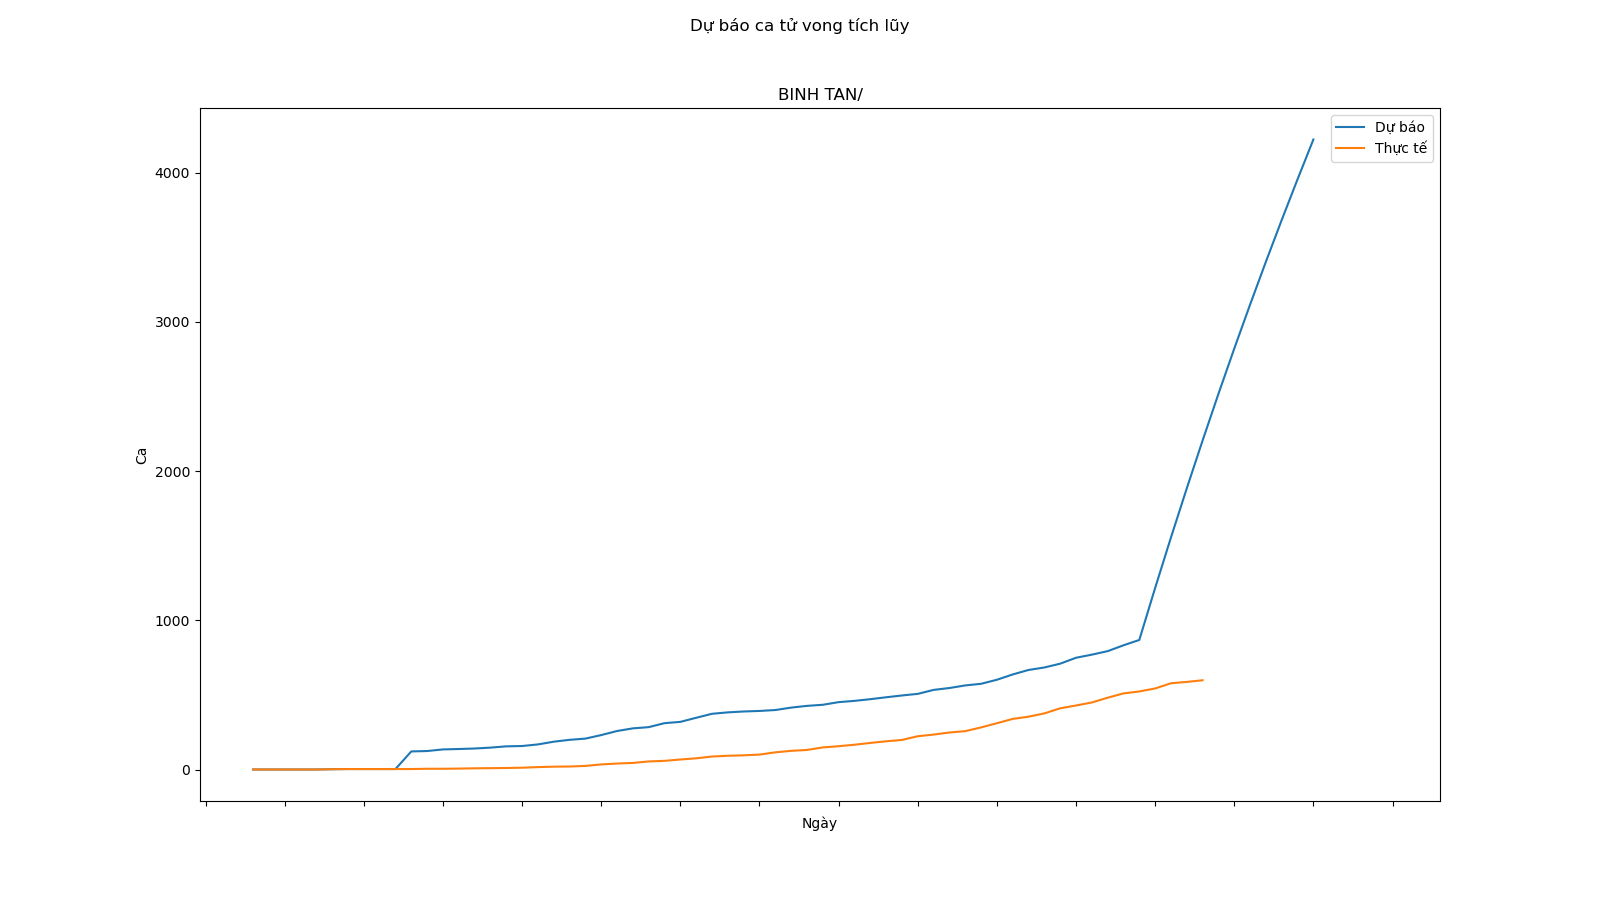 Dự báo ca tử vong tích lũy
BINH TAN/
Dự báo
Thực tế
4000
3000
2000
1000
0
Ca
Ngày